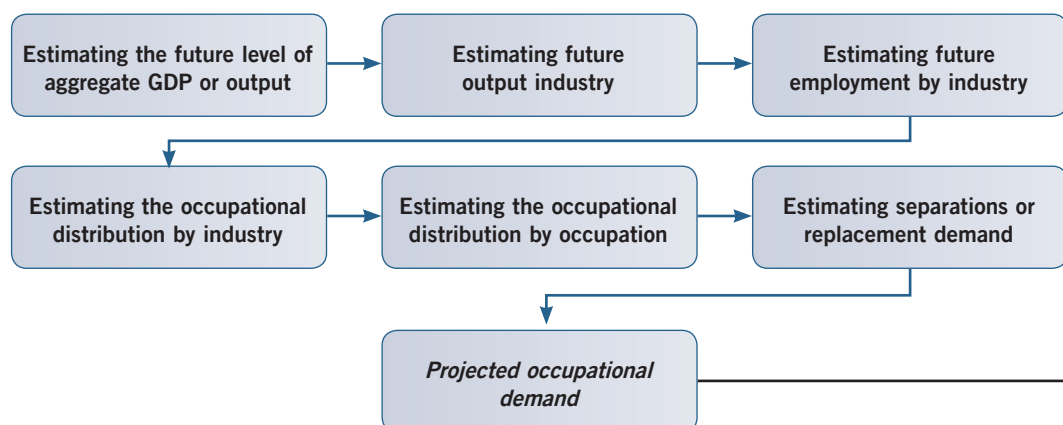 Estimating the future level of
aggregate GDP or output
Estimating future
output industry
Estimating future
employment by industry
Estimating the occupational
distribution by industry
Estimating the occupational
distribution by occupation
Estimating separations or
replacement demand
Projected occupational
demand